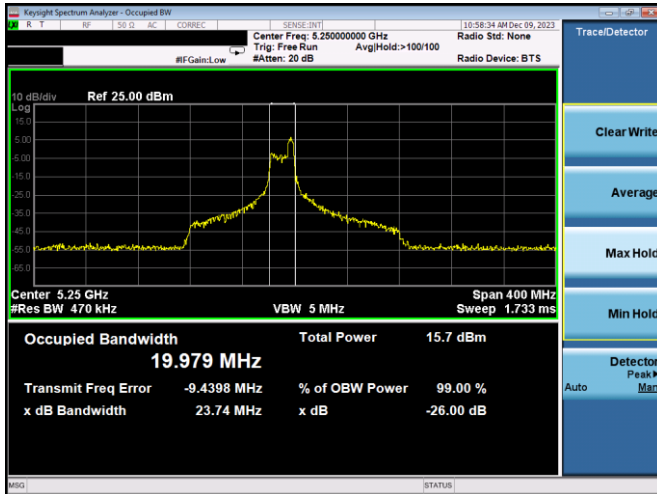 Keysight Spectrum Analyzer - Occupied BW
LXI R T RF 50 Ω AC CORREC SENSE:INT 10:58:34 AM Dec 09, 2023
Center Freq: 5.250000000 GHz Radio Std: None
Trig: Free Run Avg|Hold:>100/100
#IFGain:Low #Atten: 20 dB Radio Device: BTS
Trace/Detector
10 dB/div Ref 25.00 dBm
Log
15.0
5.00
-5.00
-15.0
-25.0
-35.0
-45.0
-55.0
-65.0
Center 5.25 GHz Span 400 MHz
#Res BW 470 kHz VBW 5 MHz Sweep 1.733 ms
Occupied Bandwidth Total Power 15.7 dBm
19.979 MHz
Transmit Freq Error -9.4398 MHz % of OBW Power 99.00 %
x dB Bandwidth 23.74 MHz x dB -26.00 dB
Clear Write
Average
Max Hold
Min Hold
Detector
Peak
Auto Man
MSG STATUS